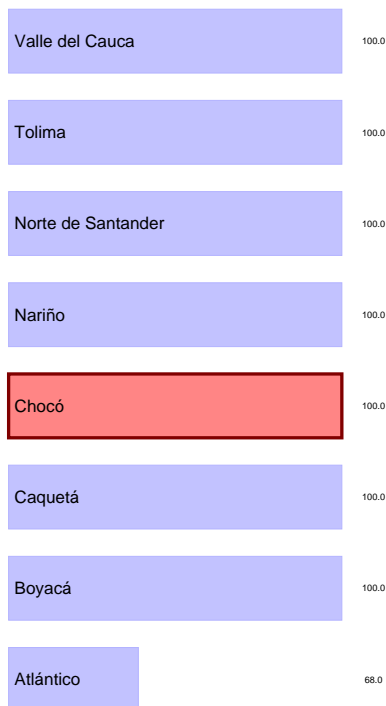 Valle del Cauca 100.0
Tolima 100.0
Norte de Santander 100.0
Nariño 100.0
Chocó 100.0
Caquetá 100.0
Boyacá 100.0
Atlántico 68.0